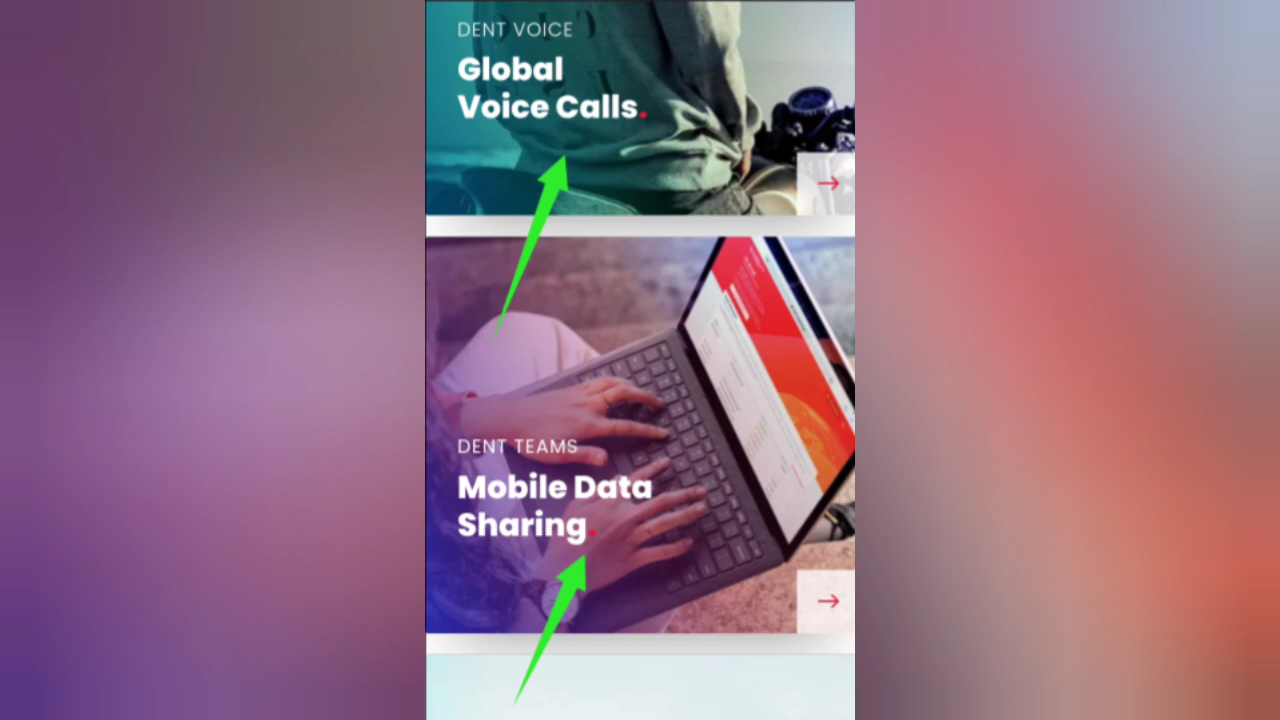 DENT VOICE
Global
Voice Calls.
DENT TEAMS
Mobile Data
Sharing.